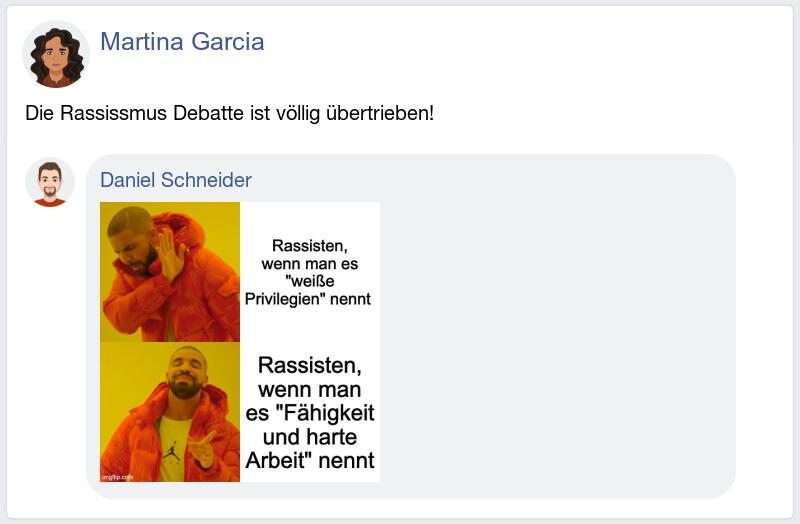 Martina Garcia
Die Rassissmus Debatte ist völlig übertrieben!
Daniel Schneider
Rassisten,
wenn man es
"weiße
Privilegien" nennt
Rassisten,
wenn man
es "Fähigkeit
und harte
Arbeit" nennt
imgflip.com